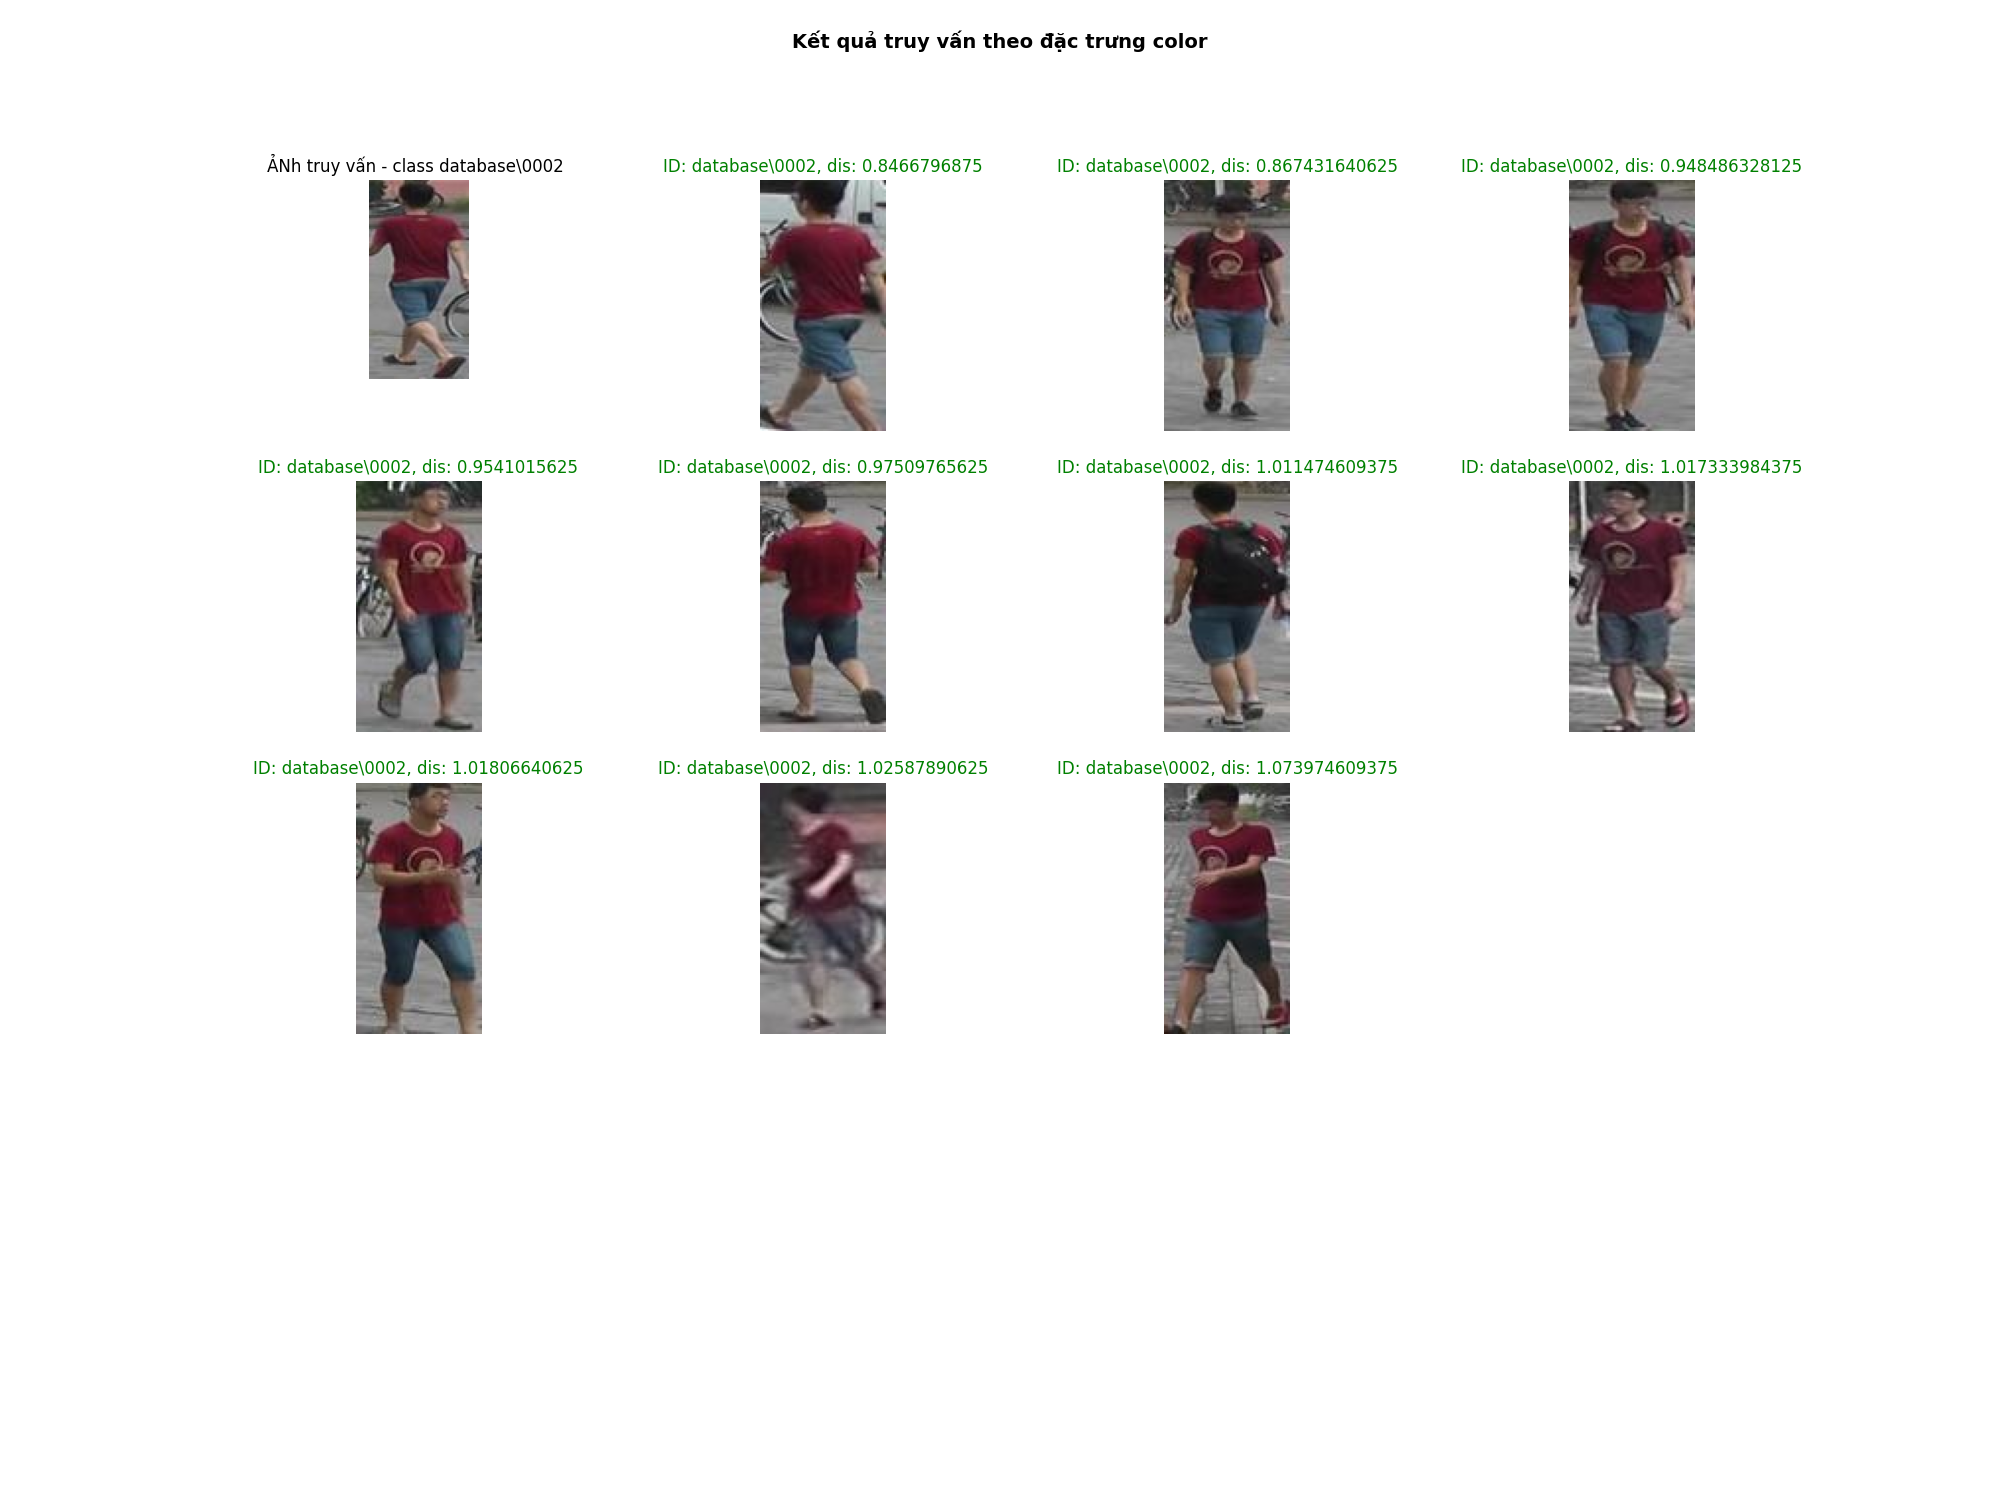 Kết quả truy vấn theo đặc trưng color
ẢNh truy vấn - class database\0002
ID: database\0002, dis: 0.8466796875
ID: database\0002, dis: 0.867431640625
ID: database\0002, dis: 0.948486328125
ID: database\0002, dis: 0.9541015625
ID: database\0002, dis: 0.97509765625
ID: database\0002, dis: 1.011474609375
ID: database\0002, dis: 1.017333984375
ID: database\0002, dis: 1.01806640625
ID: database\0002, dis: 1.02587890625
ID: database\0002, dis: 1.073974609375